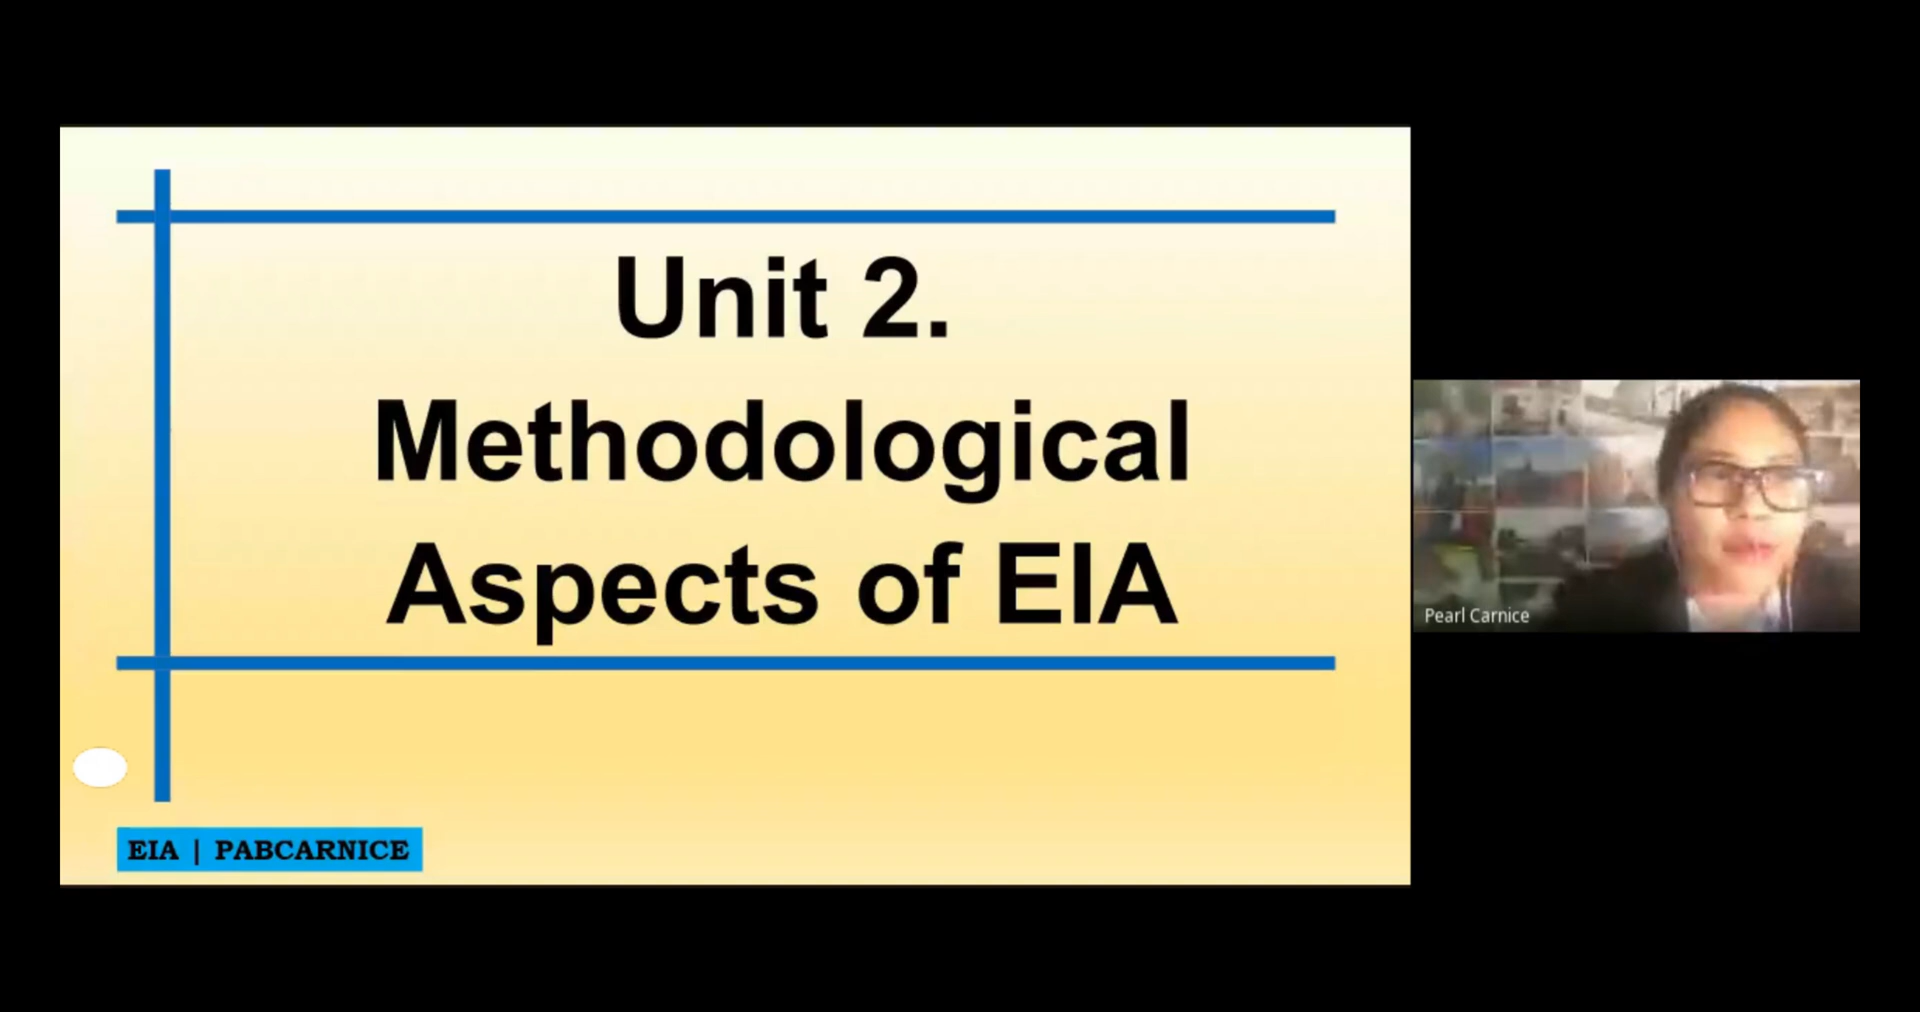 Unit 2.
Methodological
Aspects of EIA
EIA | PABCARNICE
Pearl Carnice